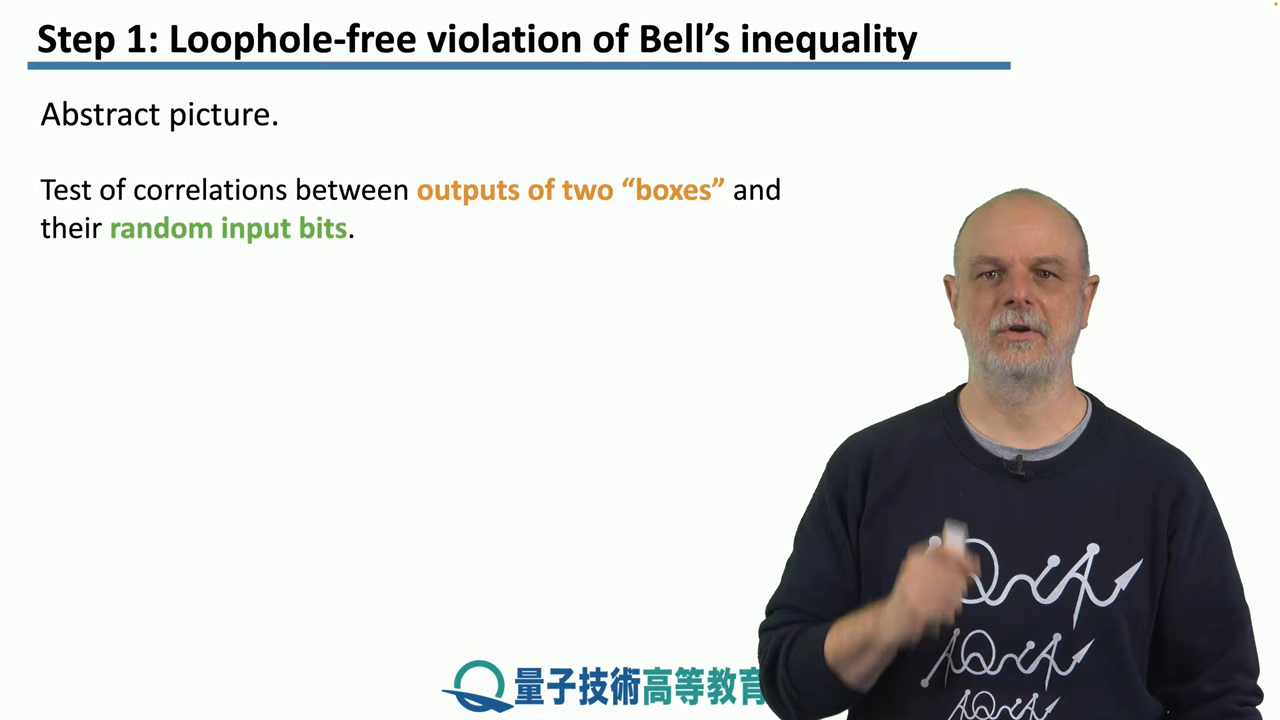 Step 1: Loophole-free violation of Bell’s inequality
Abstract picture.
Test of correlations between outputs of two “boxes” and
their random input bits.
量子技術高等教育